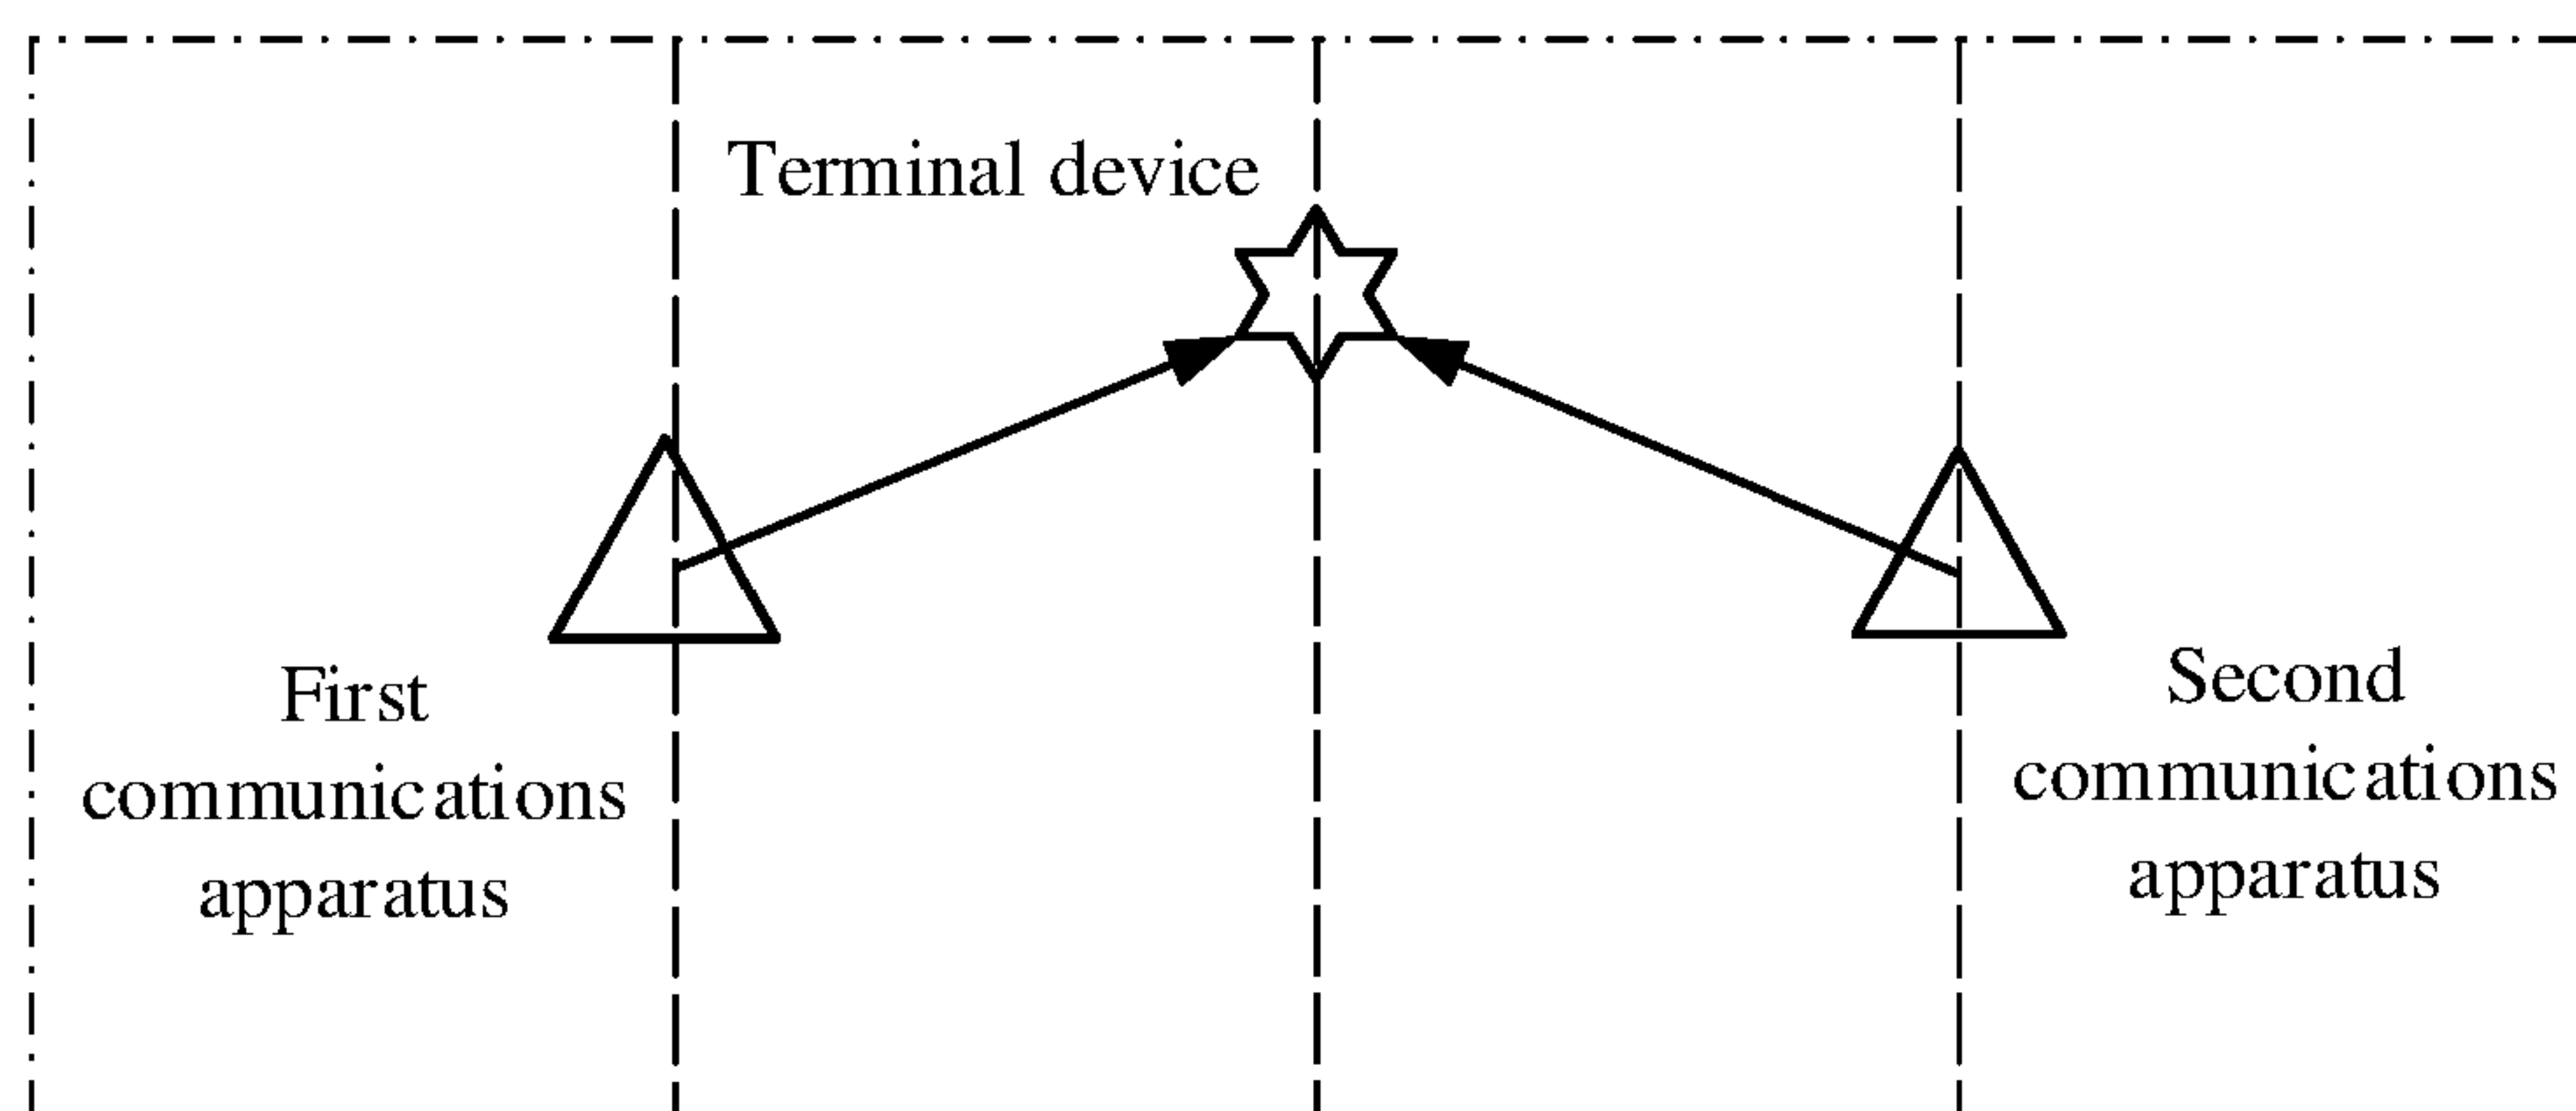 Terminal device
First
communications
apparatus
Second
communications
apparatus